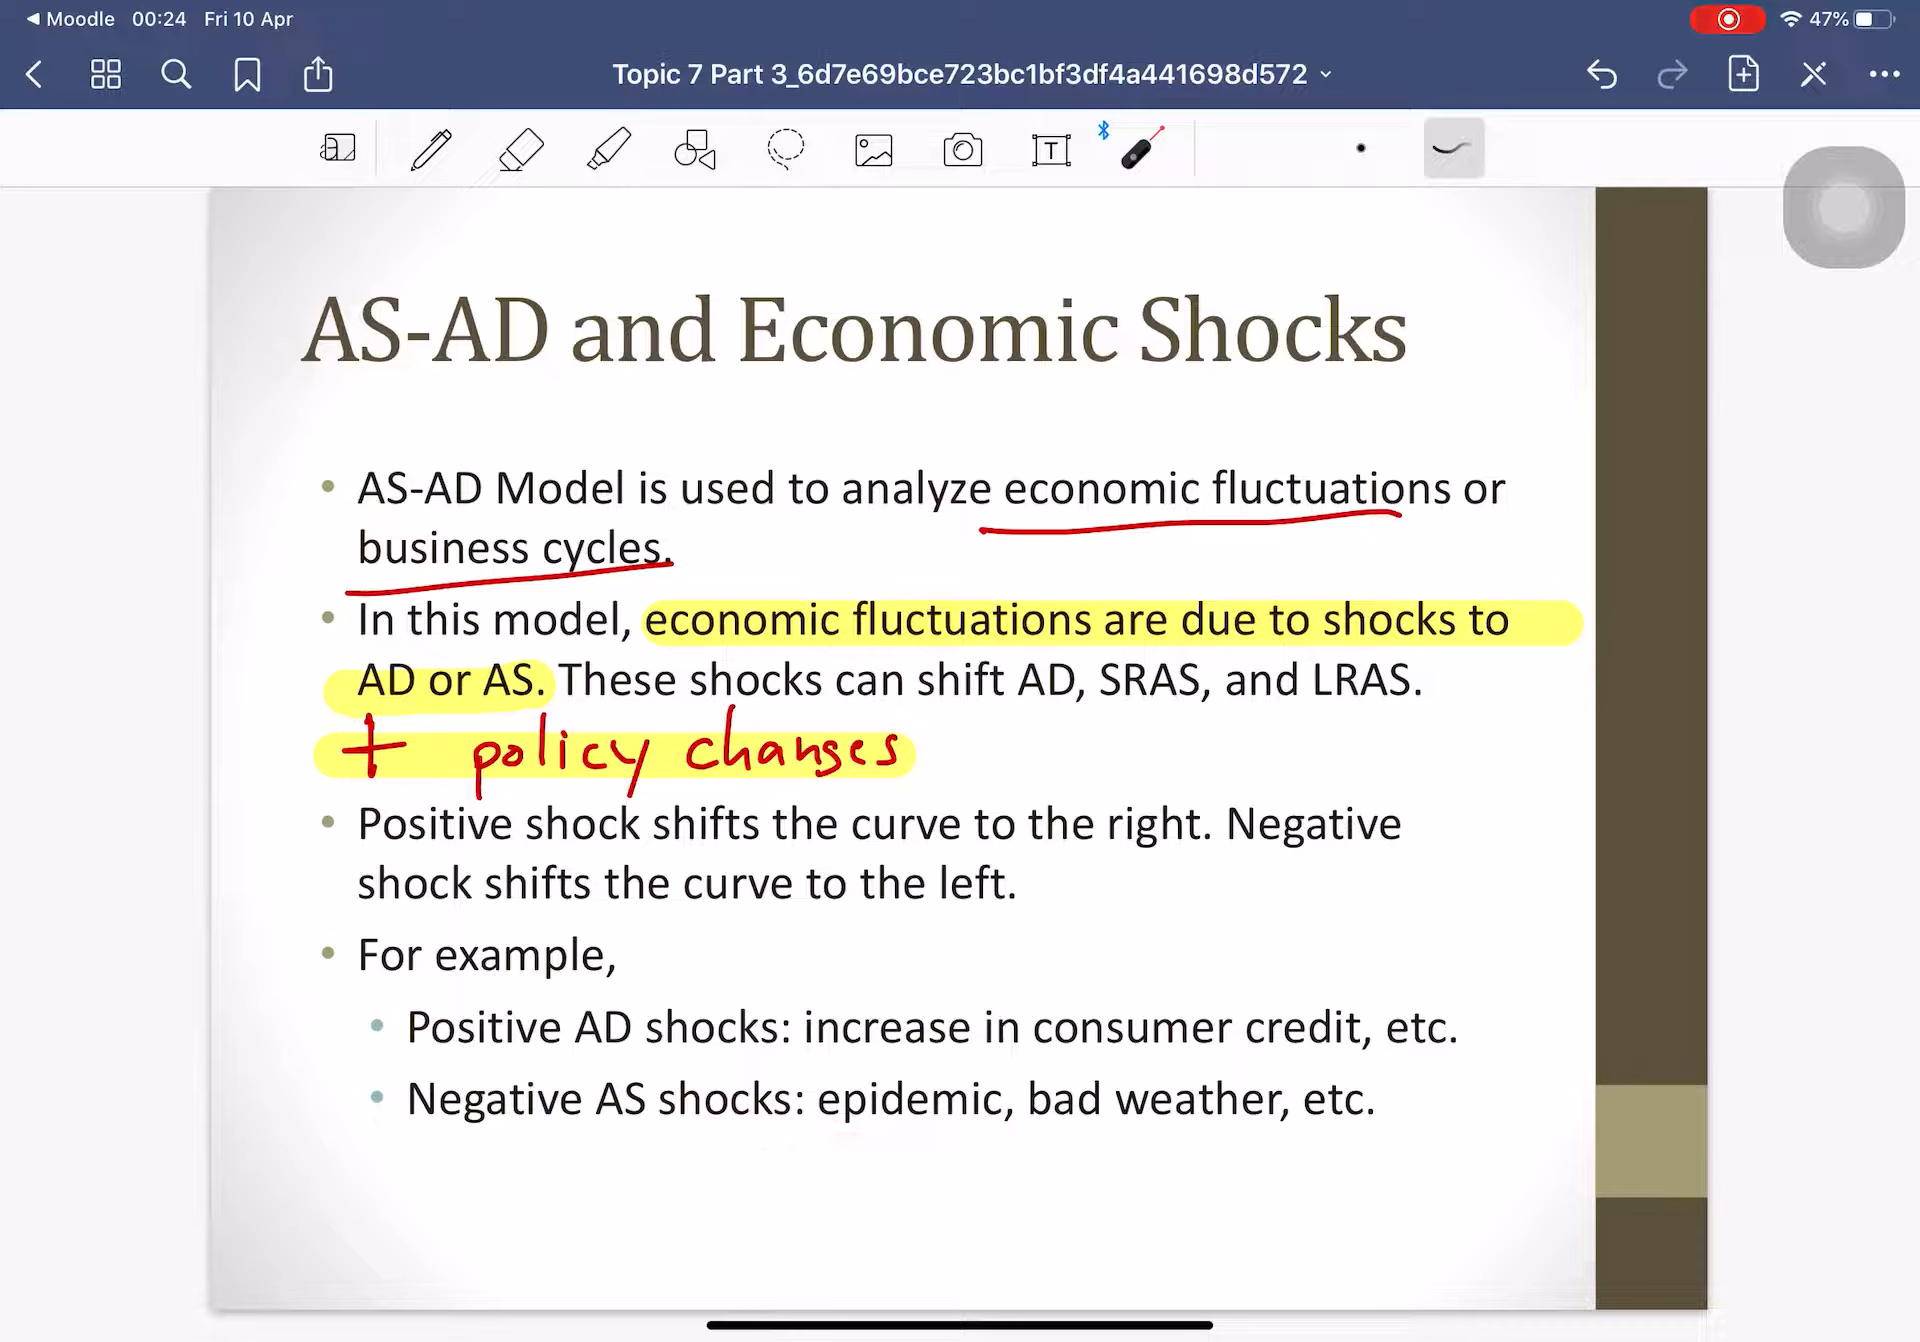 Moodle 00:24 Fri 10 Apr 47%
Topic 7 Part 3_6d7e69bce723bc1bf3df4a441698d572
a T
AS-AD and Economic Shocks
• AS-AD Model is used to analyze economic fluctuations or
business cycles.
• In this model, economic fluctuations are due to shocks to
AD or AS. These shocks can shift AD, SRAS, and LRAS.
+ policy changes
• Positive shock shifts the curve to the right. Negative
shock shifts the curve to the left.
• For example,
• Positive AD shocks: increase in consumer credit, etc.
• Negative AS shocks: epidemic, bad weather, etc.